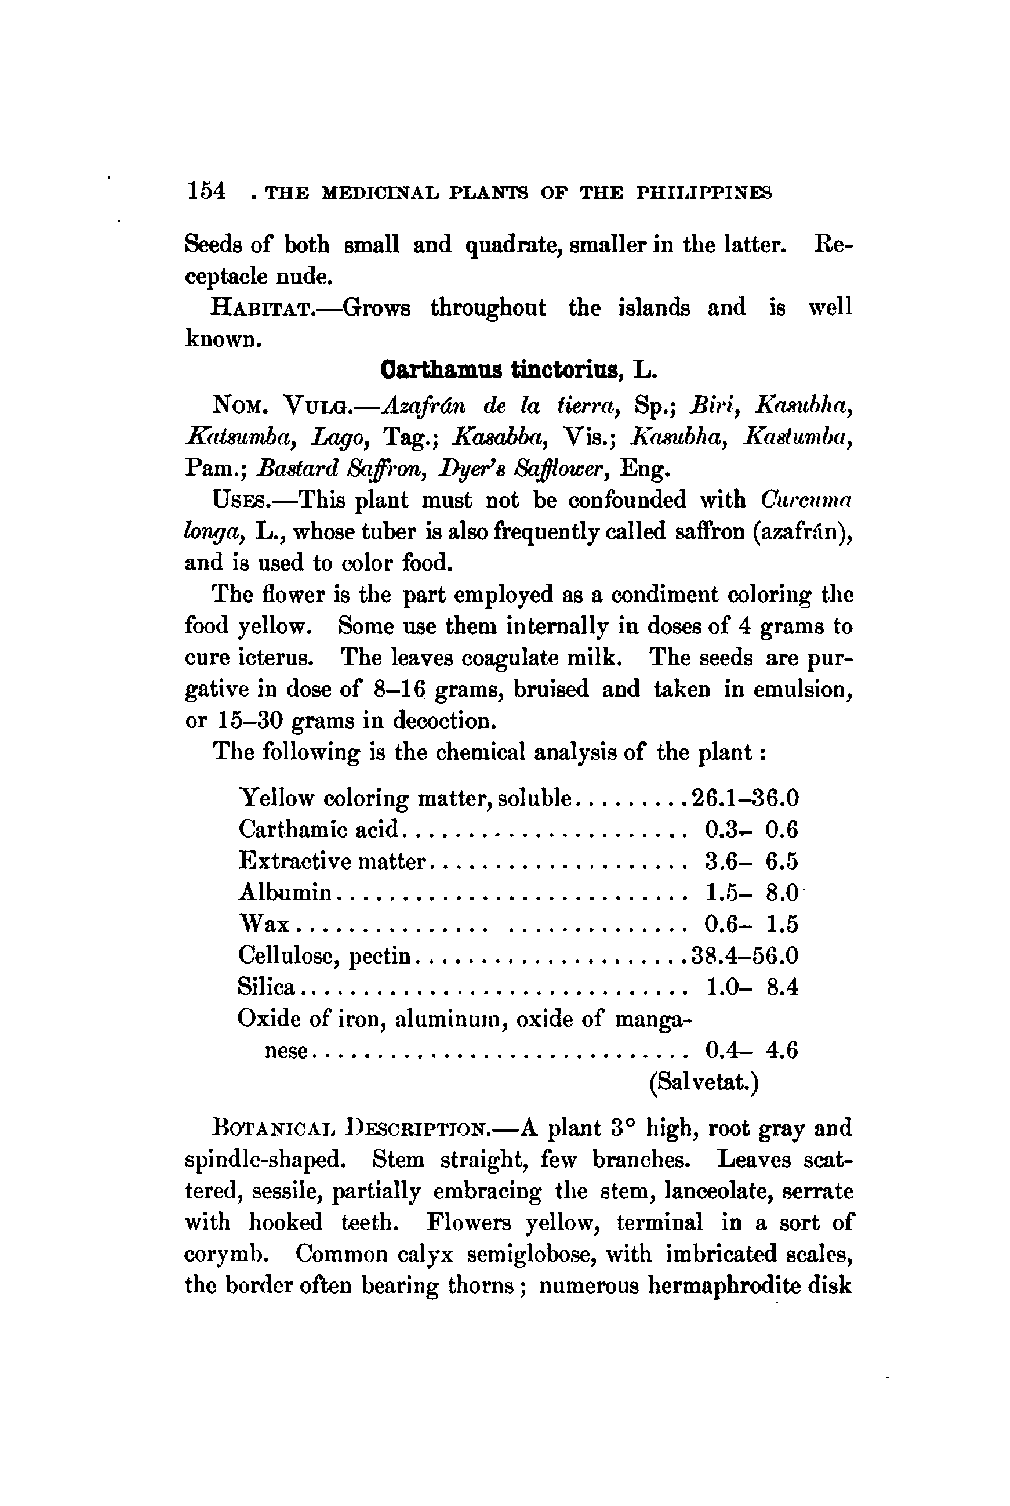 154 . THE MEDICINAL PLANTS OF THE PHILIPPINES
Seeds of both small and quadrate, smaller in the latter. Re-
ceptacle nude.
HABITAT.—Grows throughout the islands and is well
known.
Carthamus tinctorius, L.
NOM. VULG.—Azafrán de la tierra, Sp.; Biri, Kasubha,
Katsumba, Lago, Tag.; Kasabba, Vis.; Kasubha, Kastumba,
Pam.; Bastard Saffron, Dyer's Safflower, Eng.
USES.—This plant must not be confounded with Curcuma
longa, L., whose tuber is also frequently called saffron (azafrán),
and is used to color food.
The flower is the part employed as a condiment coloring the
food yellow. Some use them internally in doses of 4 grams to
cure icterus. The leaves coagulate milk. The seeds are pur-
gative in dose of 8–16 grams, bruised and taken in emulsion,
or 15–30 grams in decoction.
The following is the chemical analysis of the plant :
Yellow coloring matter, soluble.........26.1–36.0
Carthamic acid...................... 0.3– 0.6
Extractive matter.................... 3.6– 6.5
Albumin........................... 1.5– 8.0
Wax............... .............. 0.6– 1.5
Cellulose, pectin.....................38.4–56.0
Silica.............................. 1.0– 8.4
Oxide of iron, aluminum, oxide of manga-
nese............................. 0.4– 4.6
(Salvetat.)
BOTANICAL DESCRIPTION.—A plant 3° high, root gray and
spindle-shaped. Stem straight, few branches. Leaves scat-
tered, sessile, partially embracing the stem, lanceolate, serrate
with hooked teeth. Flowers yellow, terminal in a sort of
corymb. Common calyx semiglobose, with imbricated scales,
the border often bearing thorns ; numerous hermaphrodite disk